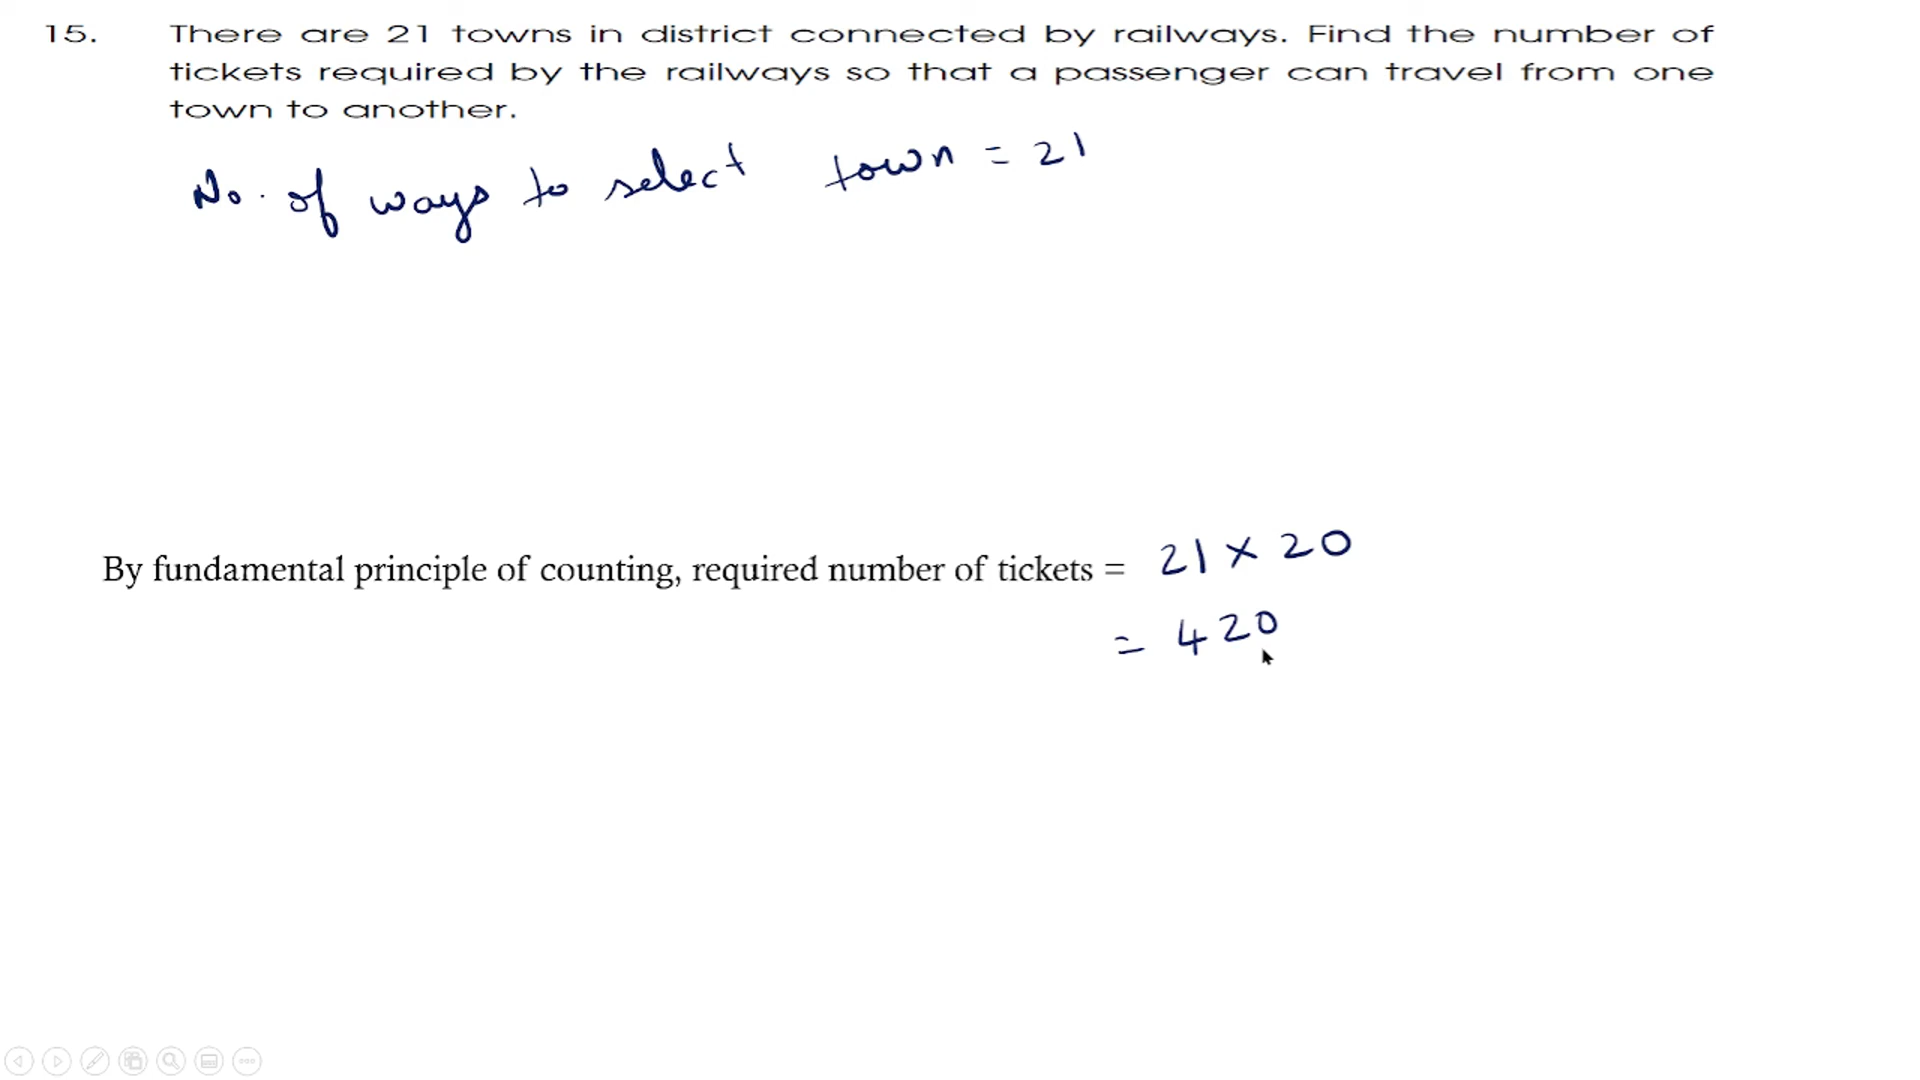 15. There are 21 towns in district connected by railways. Find the number of
tickets required by the railways so that a passenger can travel from one
town to another.
No. of ways to select town = 21
By fundamental principle of counting, required number of tickets = 21 × 20
= 420